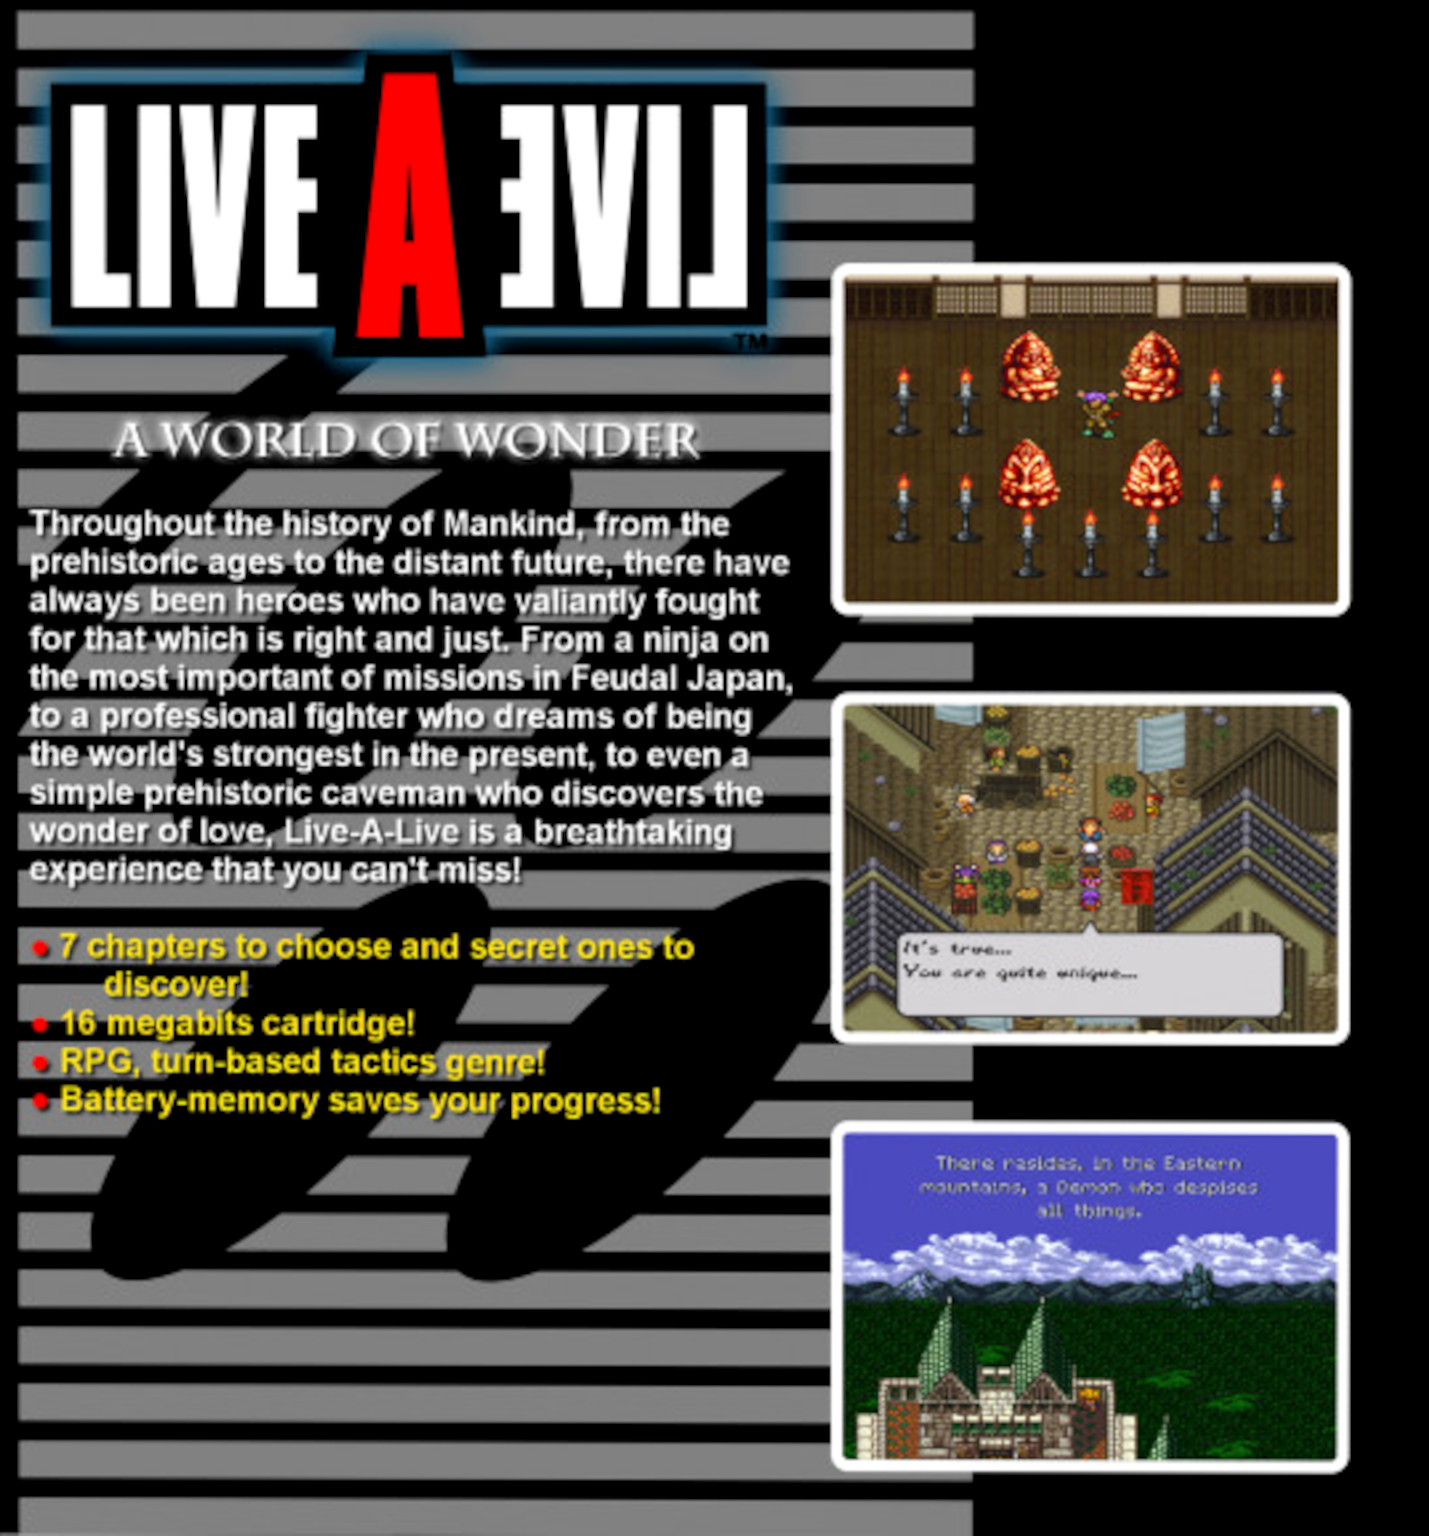 LIVE A LIVE
TM
A WORLD OF WONDER
Throughout the history of Mankind, from the
prehistoric ages to the distant future, there have
always been heroes who have valiantly fought
for that which is right and just. From a ninja on
the most important of missions in Feudal Japan,
to a professional fighter who dreams of being
the world's strongest in the present, to even a
simple prehistoric caveman who discovers the
wonder of love, Live-A-Live is a breathtaking
experience that you can't miss!
• 7 chapters to choose and secret ones to
discover!
• 16 megabits cartridge!
• RPG, turn-based tactics genre!
• Battery-memory saves your progress!
It's true...
You are quite unique...
There resides, in the Eastern
mountains, a Demon who despises
all things.